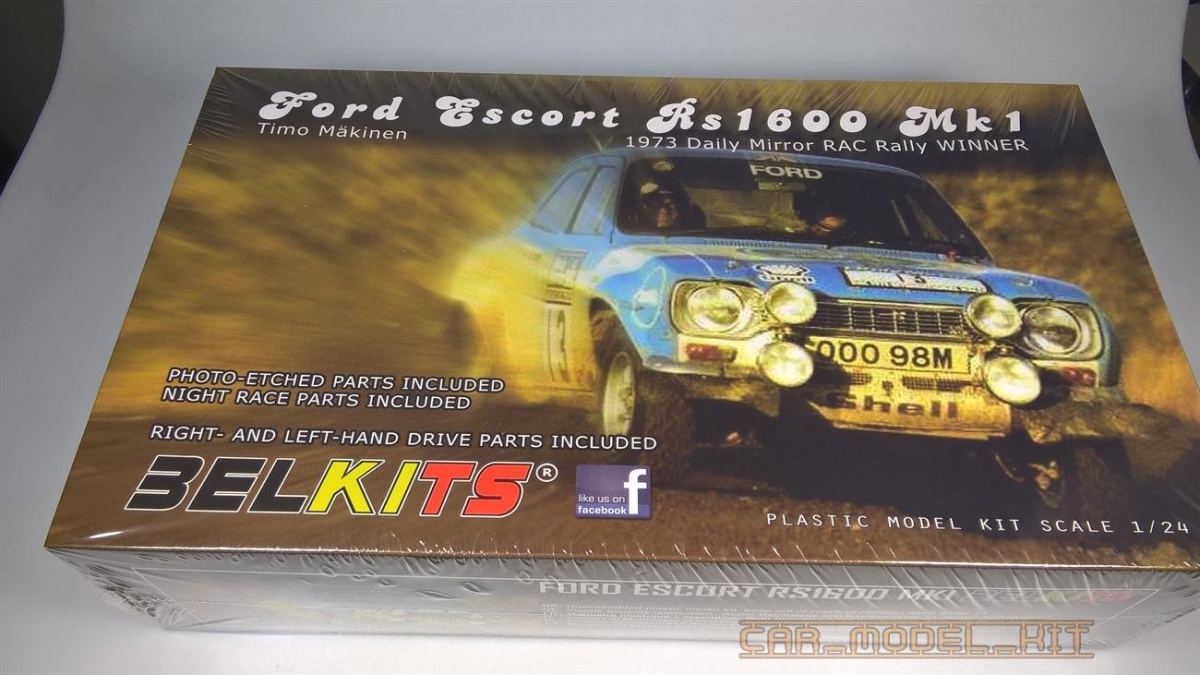 Ford Escort Rs1600 Mk1
Timo Mäkinen
1973 Daily Mirror RAC Rally WINNER
FORD
OOO 98M
Shell
PHOTO-ETCHED PARTS INCLUDED
NIGHT RACE PARTS INCLUDED
RIGHT- AND LEFT-HAND DRIVE PARTS INCLUDED
BELKITS®
like us on
facebook
f
PLASTIC MODEL KIT SCALE 1/24
FORD ESCORT RS1600 MK1 BELKITS
CAR_MODEL_KIT